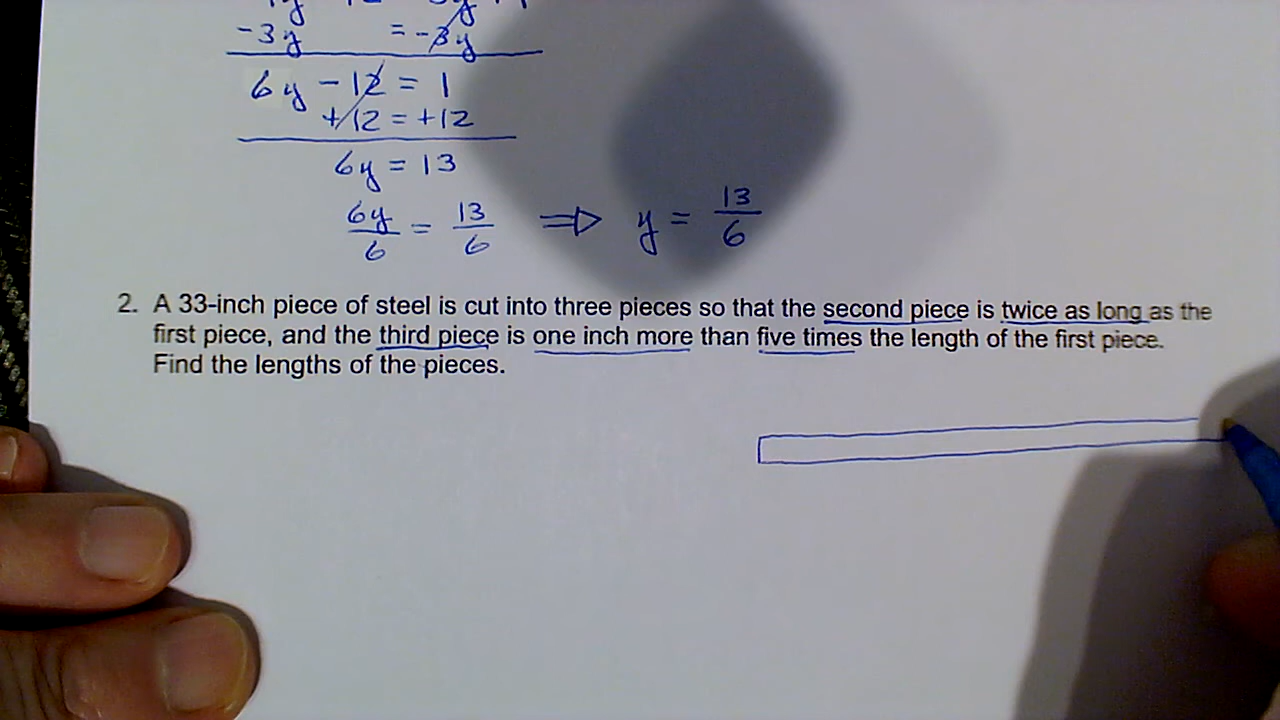 -3y = -3y
6y - 12 = 1
+12 = +12
6y = 13
6y/6 = 13/6 ⇒ y = 13/6
2. A 33-inch piece of steel is cut into three pieces so that the second piece is twice as long as the
first piece, and the third piece is one inch more than five times the length of the first piece.
Find the lengths of the pieces.